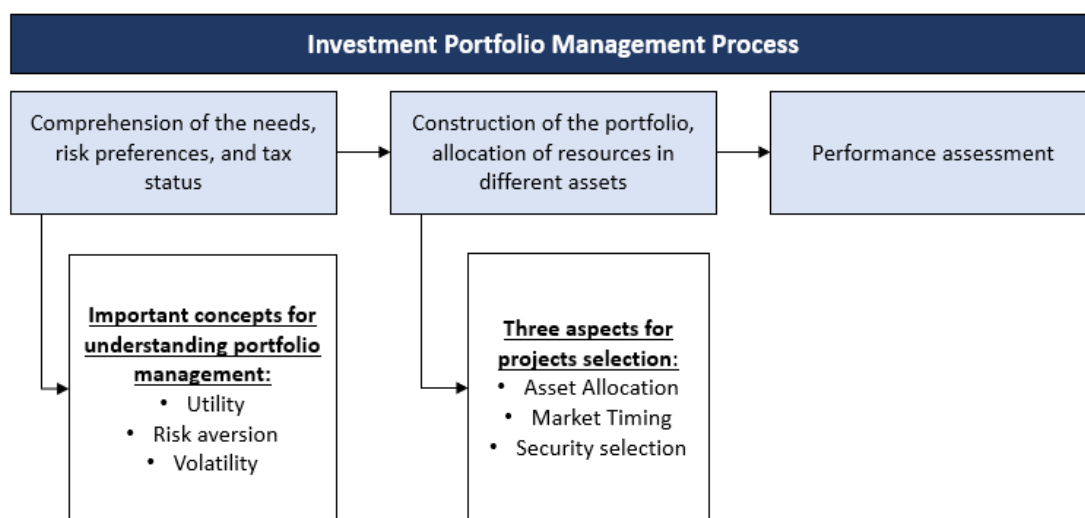 Investment Portfolio Management Process
Comprehension of the needs,
risk preferences, and tax
status
Construction of the portfolio,
allocation of resources in
different assets
Performance assessment
Important concepts for
understanding portfolio
management:
• Utility
• Risk aversion
• Volatility
Three aspects for
projects selection:
• Asset Allocation
• Market Timing
• Security selection